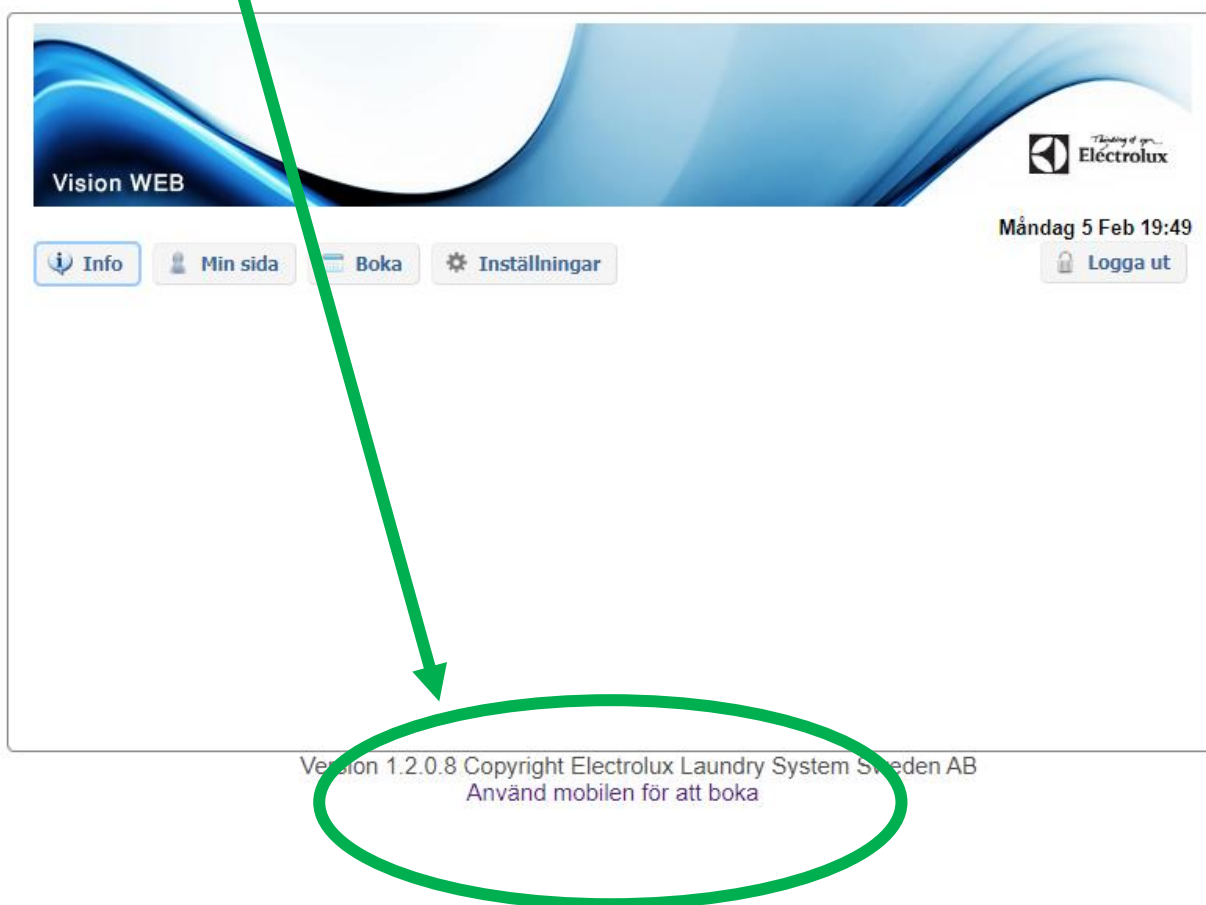 Thinking of you
Electrolux
Vision WEB
Måndag 5 Feb 19:49
Info
Min sida
Boka
Inställningar
Logga ut
Version 1.2.0.8 Copyright Electrolux Laundry System Sweden AB
Använd mobilen för att boka